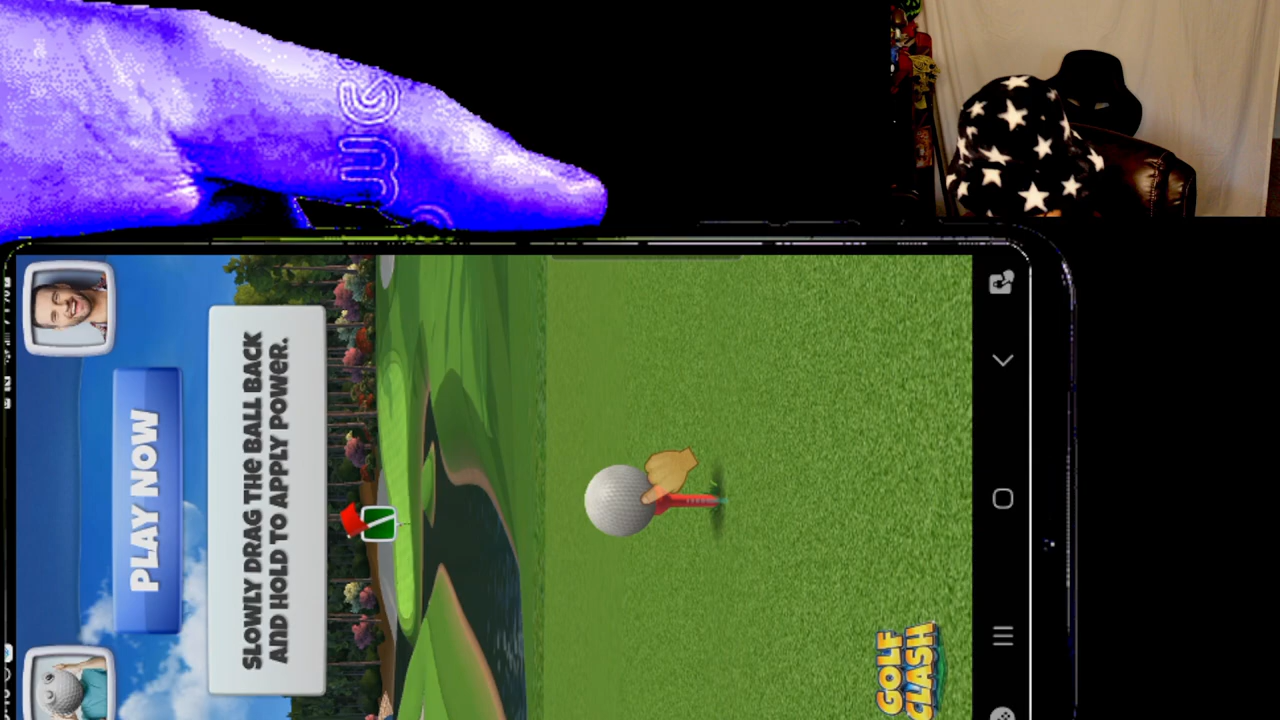 PLAY NOW
SLOWLY DRAG THE BALL BACK
AND HOLD TO APPLY POWER.
GOLF
CLASH